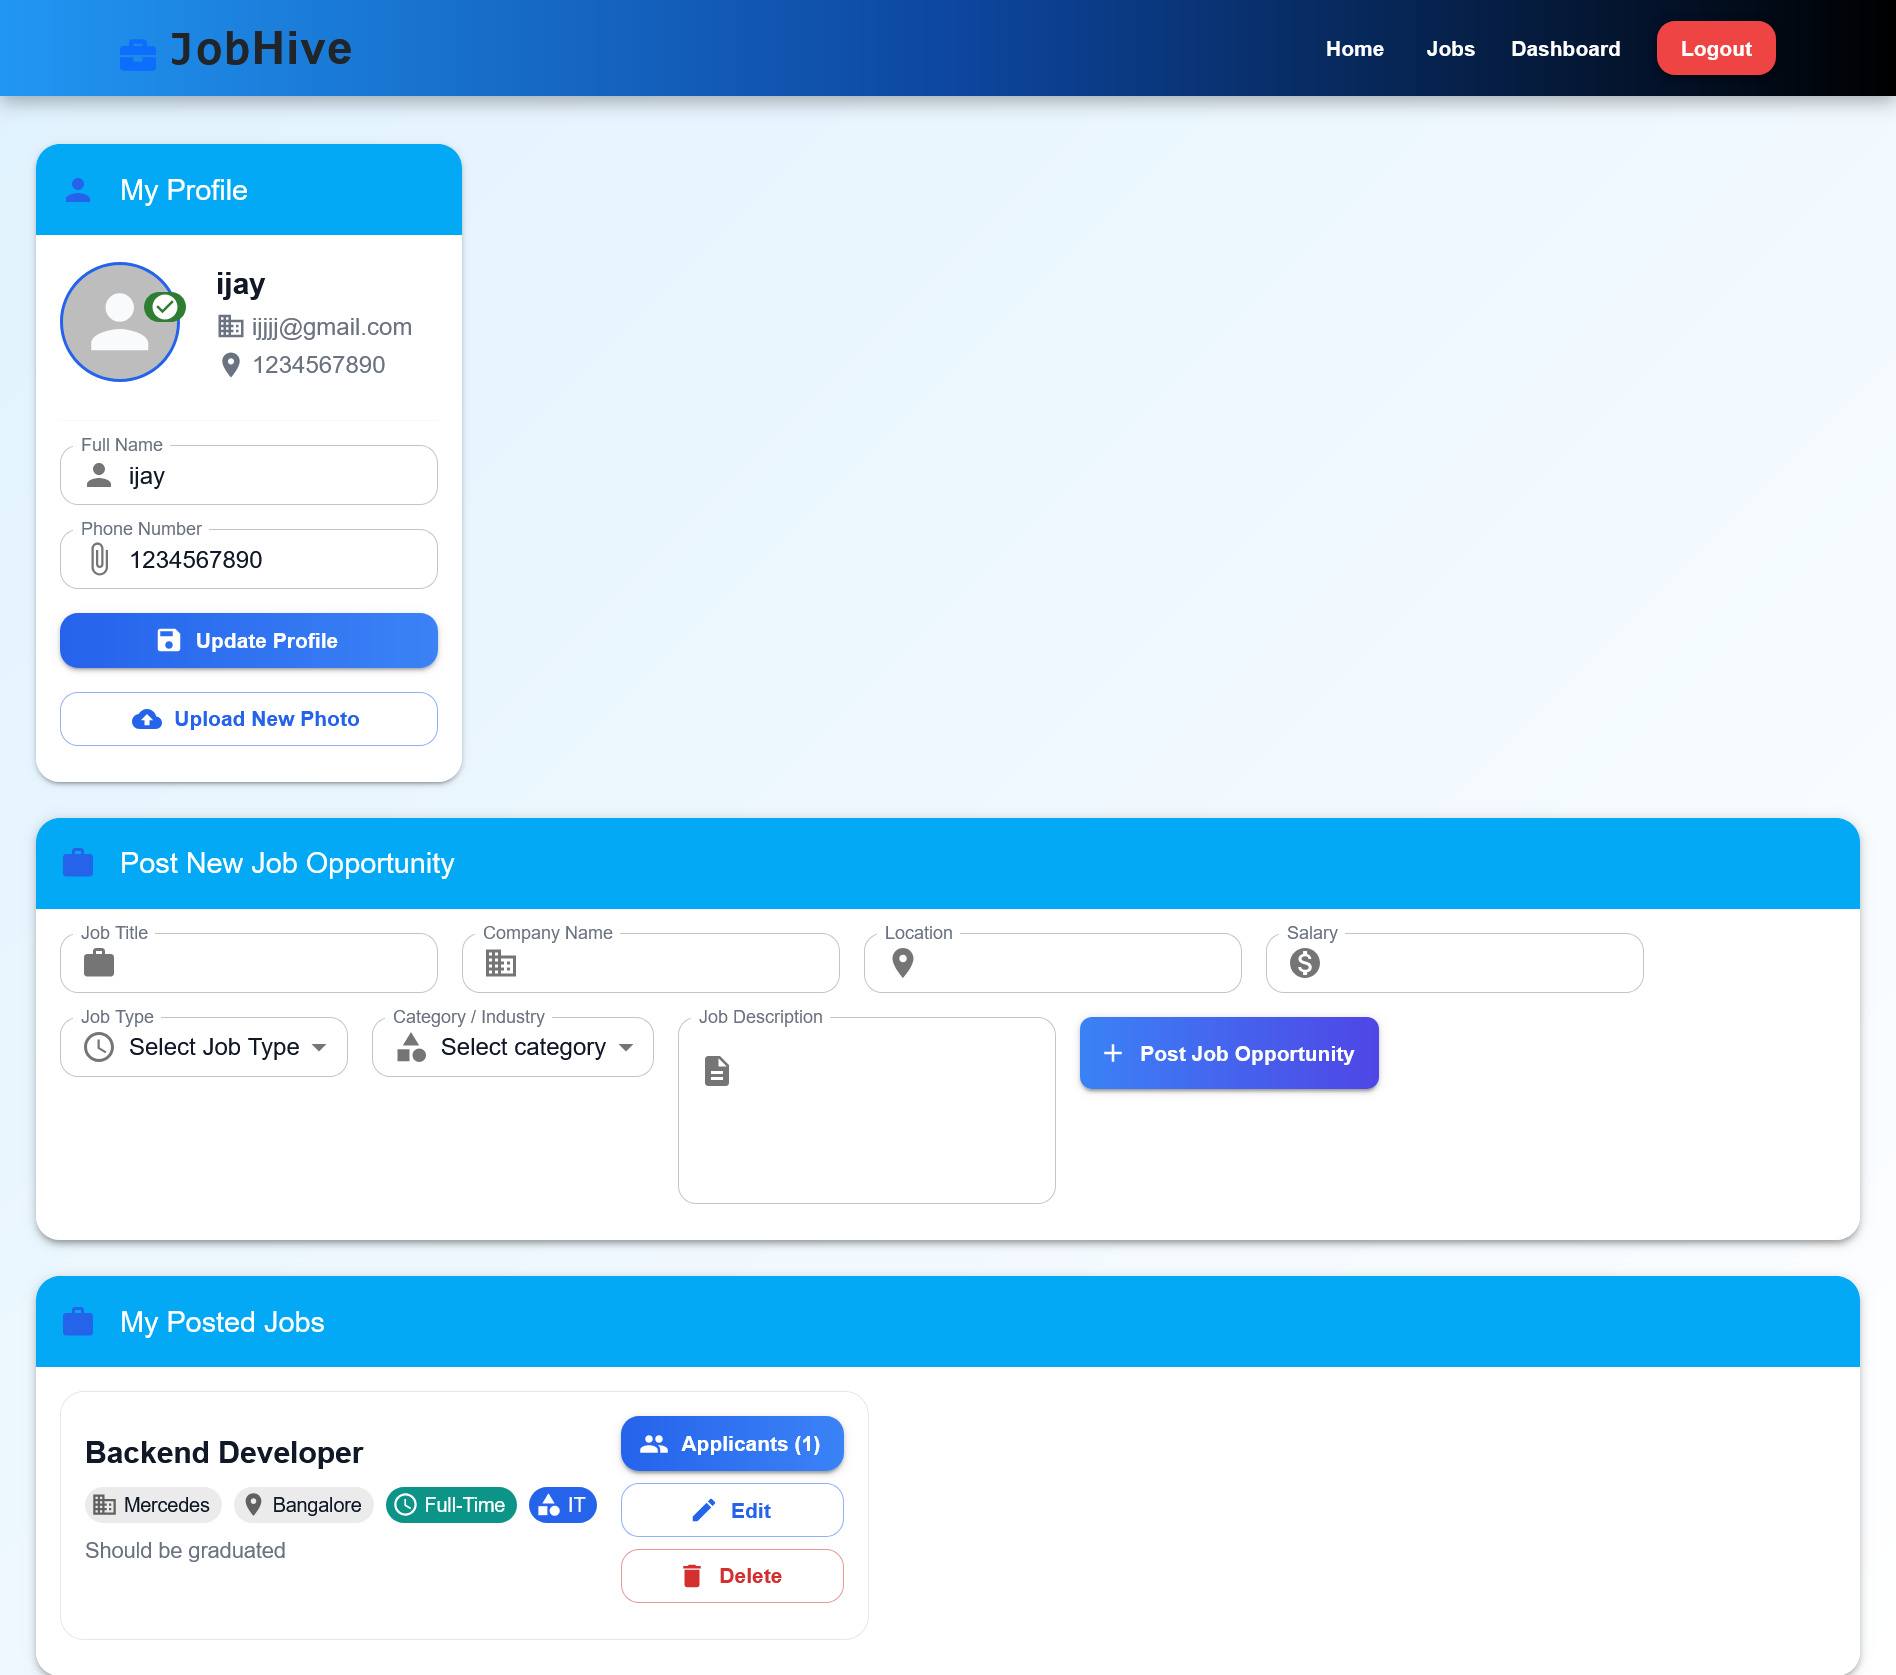 JobHive
Home Jobs Dashboard Logout
My Profile
ijay
ijjjj@gmail.com
1234567890
Full Name
ijay
Phone Number
1234567890
Update Profile
Upload New Photo
Post New Job Opportunity
Job Title Company Name Location Salary
Job Type Category / Industry Job Description
Select Job Type Select category Post Job Opportunity
My Posted Jobs
Backend Developer
Mercedes Bangalore Full-Time IT
Should be graduated
Applicants (1)
Edit
Delete